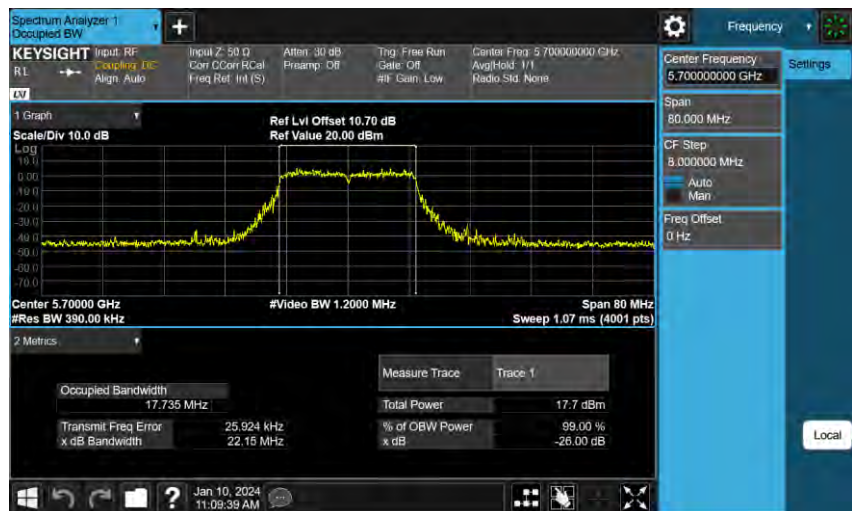 Spectrum Analyzer 1
Occupied BW
+
Frequency
KEYSIGHT
R L
LXI
Input: RF
Coupling: DC
Align: Auto
Input Z: 50 Ω
Corr CCorr RCal
Freq Ref: Int (S)
Atten: 30 dB
Preamp: Off
Trig: Free Run
Gate: Off
#IF Gain: Low
Center Freq: 5.700000000 GHz
Avg|Hold: 1/1
Radio Std: None
Center Frequency
5.700000000 GHz
Settings
Span
80.000 MHz
CF Step
8.000000 MHz
Auto
Man
Freq Offset
0 Hz
Local
1 Graph
Scale/Div 10.0 dB
Ref Lvl Offset 10.70 dB
Ref Value 20.00 dBm
Log
10.0
0.00
-10.0
-20.0
-30.0
-40.0
-50.0
-60.0
-70.0
Center 5.70000 GHz
#Video BW 1.2000 MHz
Span 80 MHz
#Res BW 390.00 kHz
Sweep 1.07 ms (4001 pts)
2 Metrics
Measure Trace Trace 1
Occupied Bandwidth
17.735 MHz
Total Power 17.7 dBm
Transmit Freq Error 25.924 kHz
% of OBW Power 99.00 %
x dB Bandwidth 22.15 MHz
x dB -26.00 dB
?
Jan 10, 2024
11:09:39 AM